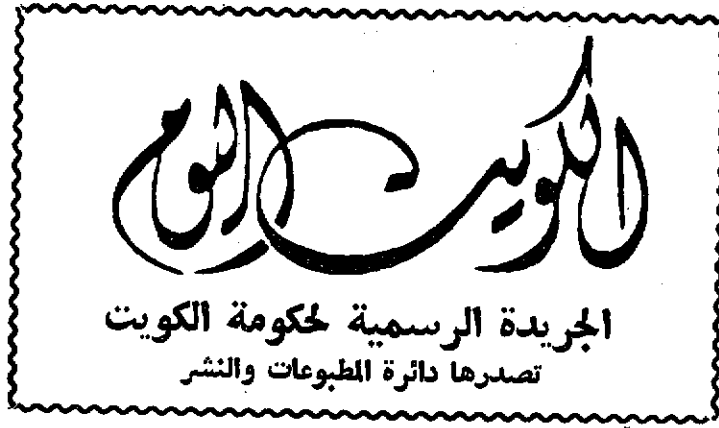 الكويت اليوم
الجريدة الرسمية لحكومة الكويت
تصدرها دائرة المطبوعات والنشر